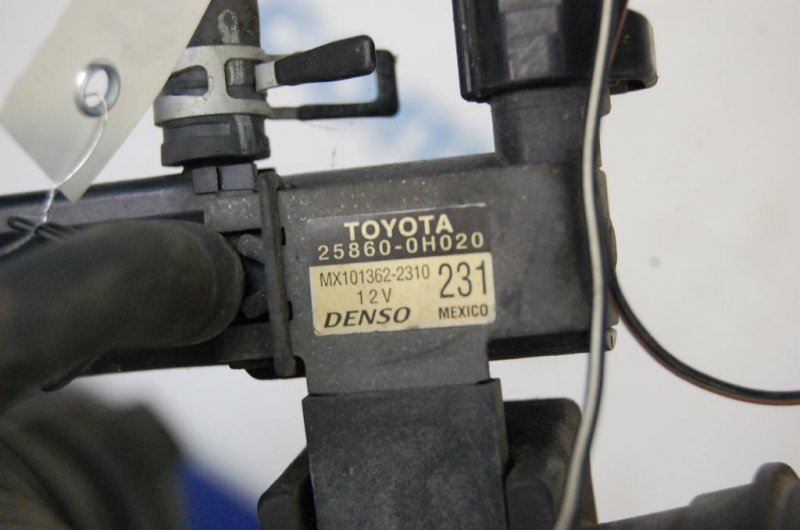 TOYOTA
25860-0H020
MX101362-2310
12V
231
DENSO
MEXICO